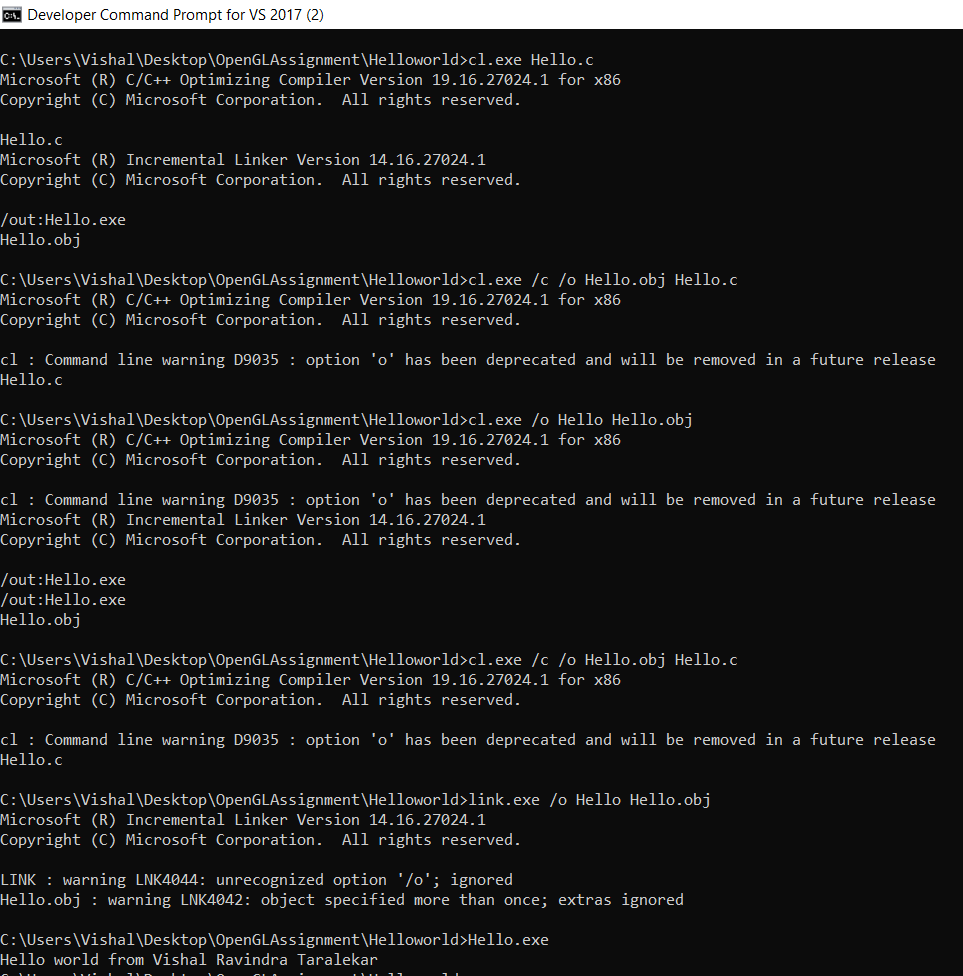 Developer Command Prompt for VS 2017 (2)
C:\Users\Vishal\Desktop\OpenGLAssignment\Helloworld>cl.exe Hello.c
Microsoft (R) C/C++ Optimizing Compiler Version 19.16.27024.1 for x86
Copyright (C) Microsoft Corporation.  All rights reserved.
Hello.c
Microsoft (R) Incremental Linker Version 14.16.27024.1
Copyright (C) Microsoft Corporation.  All rights reserved.
/out:Hello.exe
Hello.obj
C:\Users\Vishal\Desktop\OpenGLAssignment\Helloworld>cl.exe /c /o Hello.obj Hello.c
Microsoft (R) C/C++ Optimizing Compiler Version 19.16.27024.1 for x86
Copyright (C) Microsoft Corporation.  All rights reserved.
cl : Command line warning D9035 : option 'o' has been deprecated and will be removed in a future release
Hello.c
C:\Users\Vishal\Desktop\OpenGLAssignment\Helloworld>cl.exe /o Hello Hello.obj
Microsoft (R) C/C++ Optimizing Compiler Version 19.16.27024.1 for x86
Copyright (C) Microsoft Corporation.  All rights reserved.
cl : Command line warning D9035 : option 'o' has been deprecated and will be removed in a future release
Microsoft (R) Incremental Linker Version 14.16.27024.1
Copyright (C) Microsoft Corporation.  All rights reserved.
/out:Hello.exe
/out:Hello.exe
Hello.obj
C:\Users\Vishal\Desktop\OpenGLAssignment\Helloworld>cl.exe /c /o Hello.obj Hello.c
Microsoft (R) C/C++ Optimizing Compiler Version 19.16.27024.1 for x86
Copyright (C) Microsoft Corporation.  All rights reserved.
cl : Command line warning D9035 : option 'o' has been deprecated and will be removed in a future release
Hello.c
C:\Users\Vishal\Desktop\OpenGLAssignment\Helloworld>link.exe /o Hello Hello.obj
Microsoft (R) Incremental Linker Version 14.16.27024.1
Copyright (C) Microsoft Corporation.  All rights reserved.
LINK : warning LNK4044: unrecognized option '/o'; ignored
Hello.obj : warning LNK4042: object specified more than once; extras ignored
C:\Users\Vishal\Desktop\OpenGLAssignment\Helloworld>Hello.exe
Hello world from Vishal Ravindra Taralekar